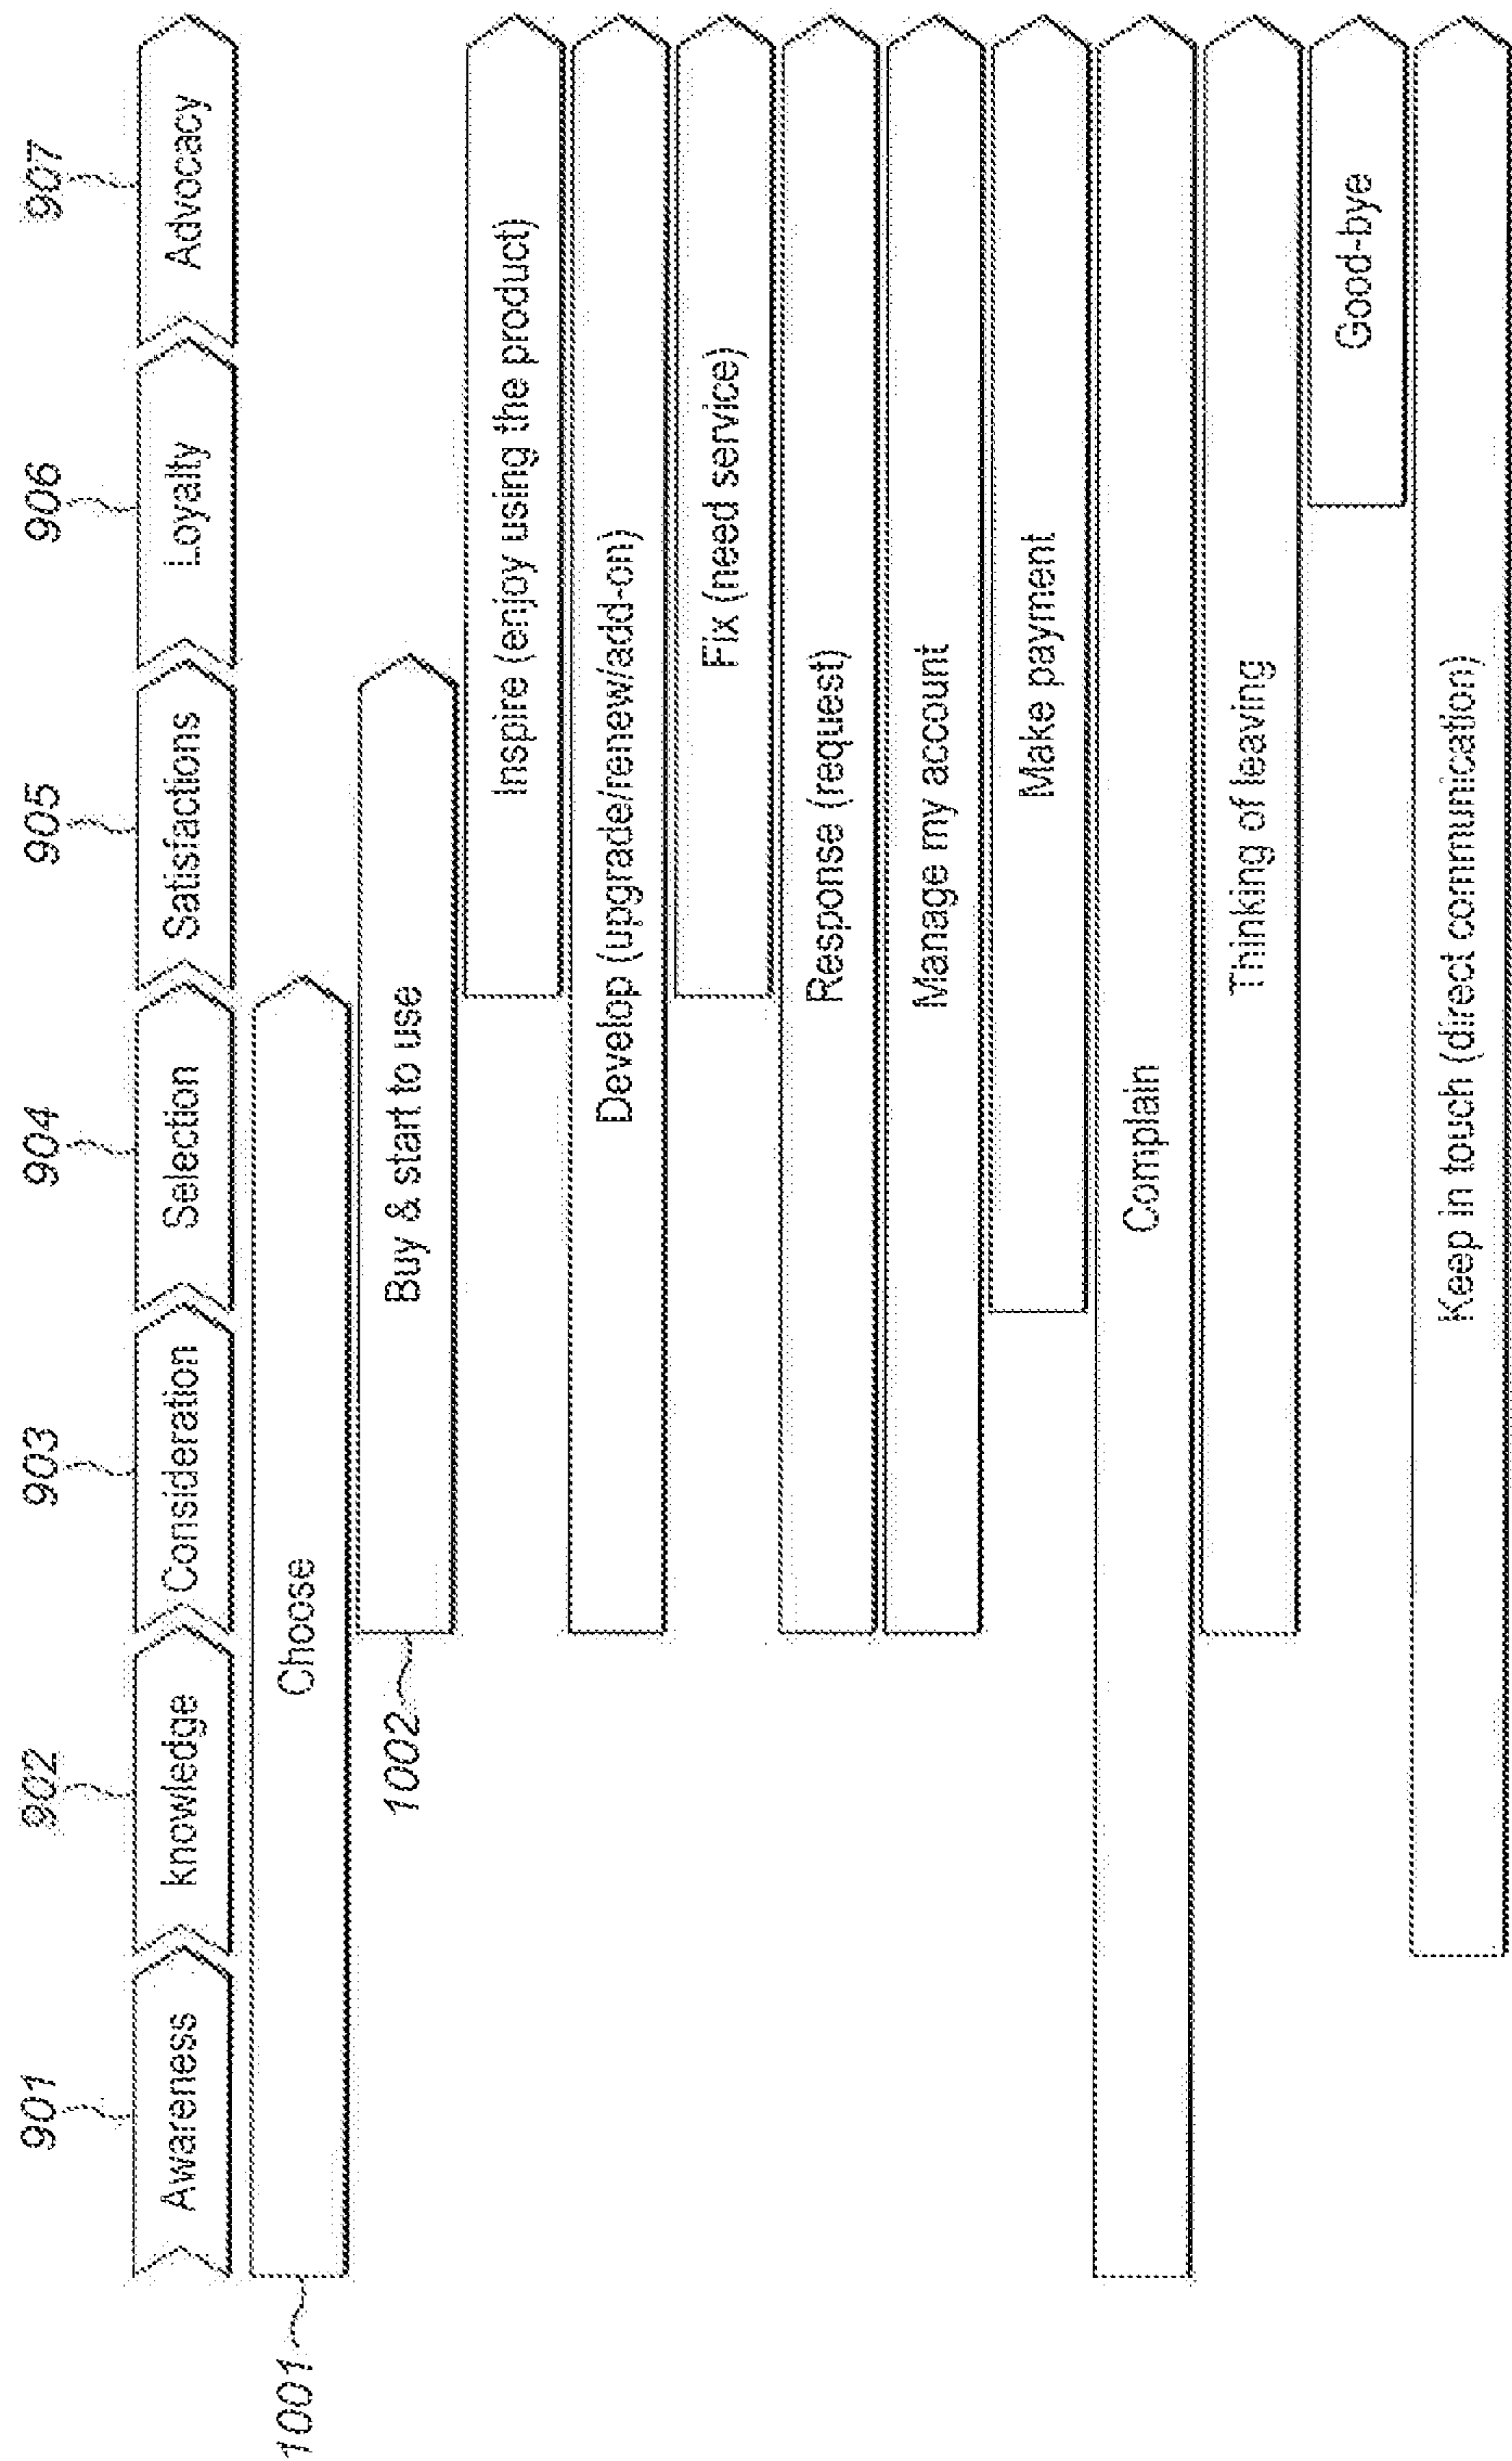 901
902
903
904
905
906
907
Awareness
knowledge
Consideration
Selection
Satisfactions
Loyalty
Advocacy
1001
Choose
1002
Buy & start to use
Inspire (enjoy using the product)
Develop (upgrade/renew/add-on)
Fix (need service)
Response (request)
Manage my account
Make payment
Complain
Thinking of leaving
Good-bye
Keep in touch (direct communication)